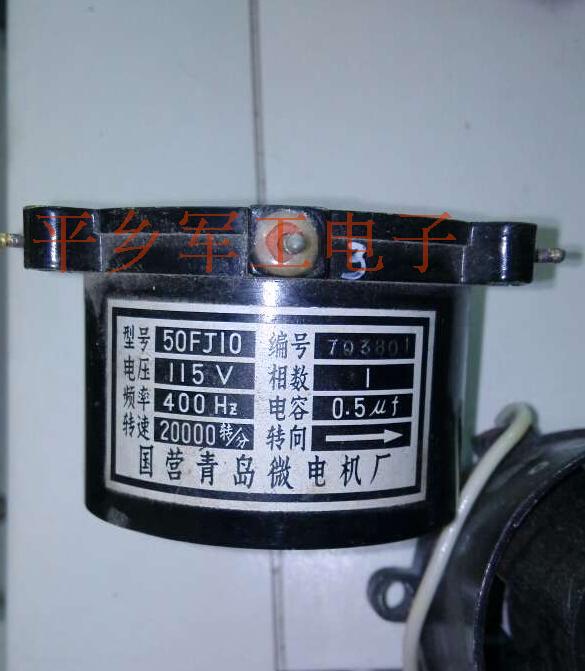 平乡军工电子
3
型号 50FJ10 编号 793801
电压 115V 相数 1
频率 400Hz 电容 0.5μf
转速 20000转/分 转向 →
国营青岛微电机厂